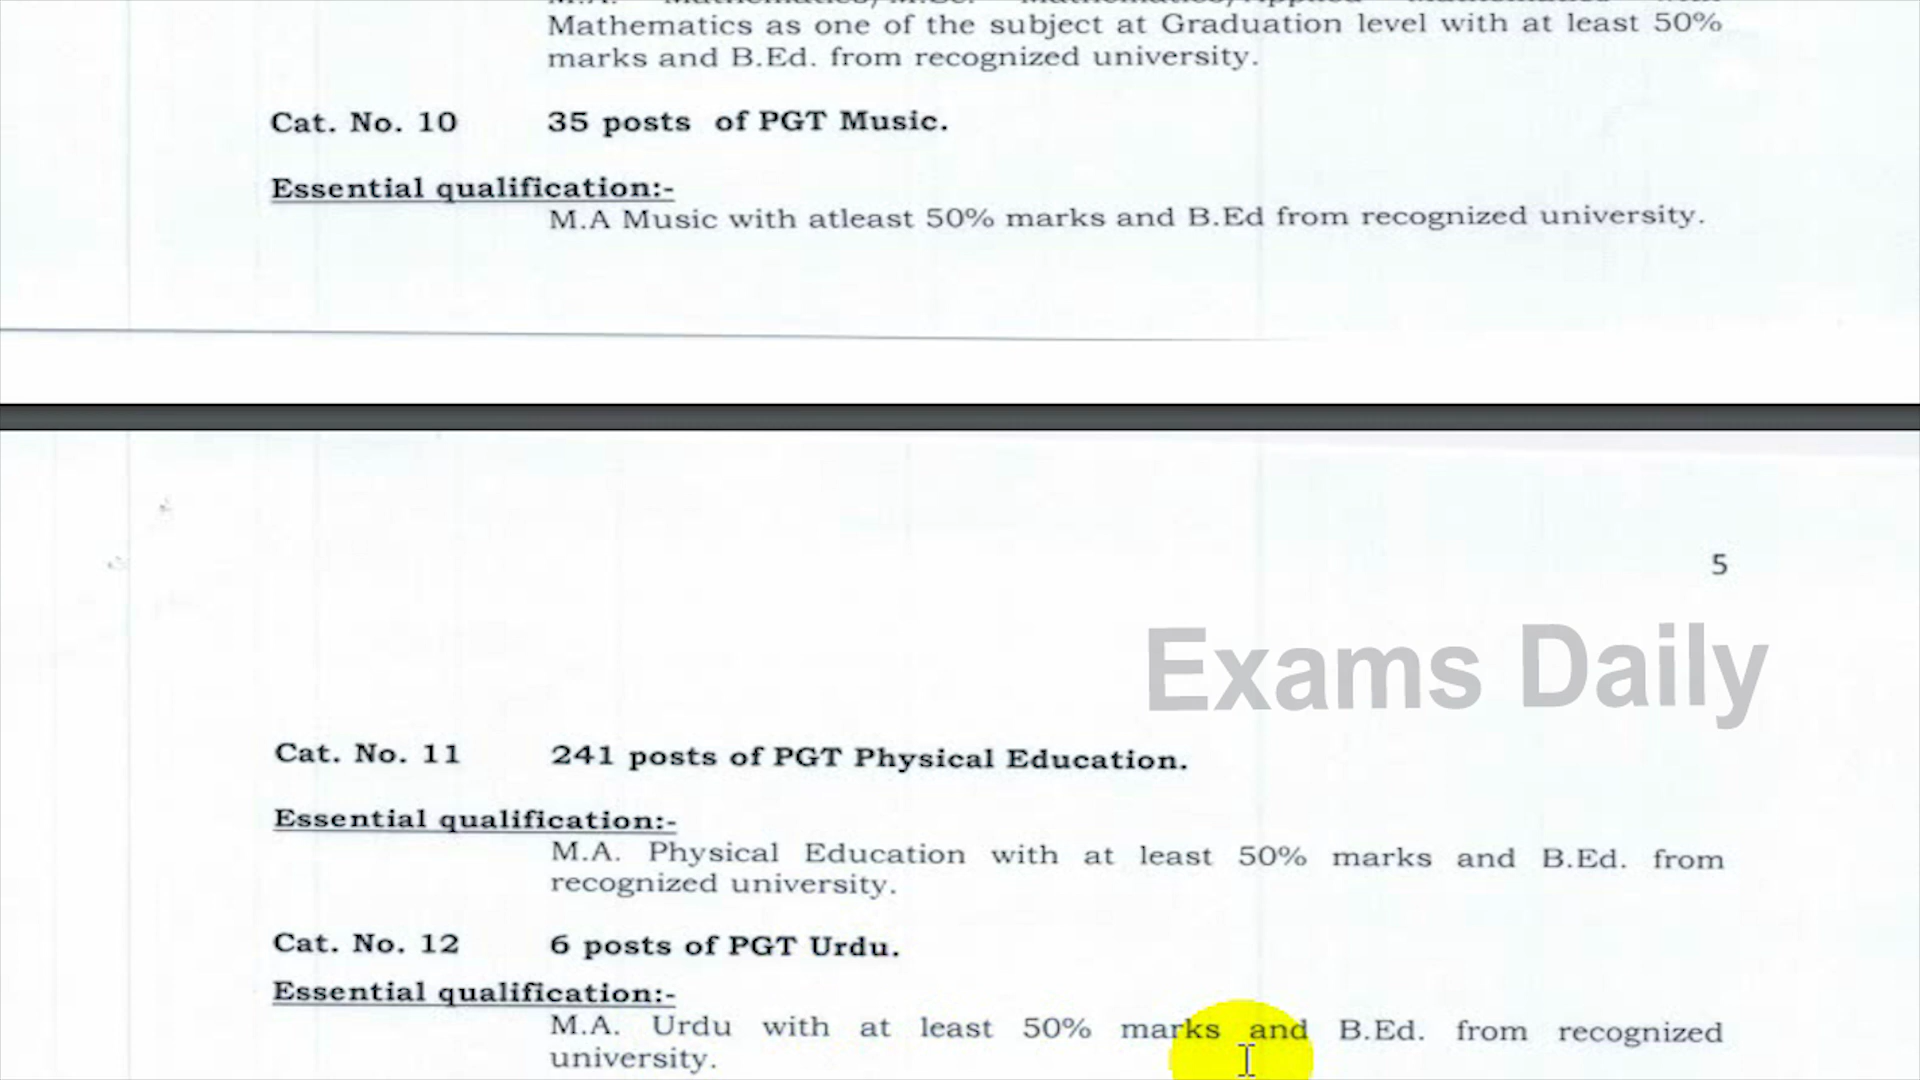 Mathematics as one of the subject at Graduation level with at least 50%
marks and B.Ed. from recognized university.
Cat. No. 10 35 posts of PGT Music.
Essential qualification:-
M.A Music with atleast 50% marks and B.Ed from recognized university.
5
Exams Daily
Cat. No. 11 241 posts of PGT Physical Education.
Essential qualification:-
M.A. Physical Education with at least 50% marks and B.Ed. from
recognized university.
Cat. No. 12 6 posts of PGT Urdu.
Essential qualification:-
M.A. Urdu with at least 50% marks and B.Ed. from recognized
university.